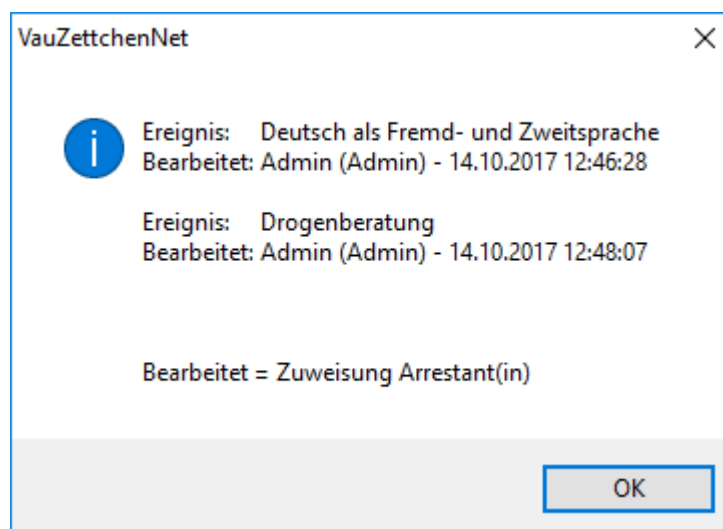 VauZettchenNet
Ereignis: Deutsch als Fremd- und Zweitsprache
Bearbeitet: Admin (Admin) - 14.10.2017 12:46:28
Ereignis: Drogenberatung
Bearbeitet: Admin (Admin) - 14.10.2017 12:48:07
Bearbeitet = Zuweisung Arrestant(in)
OK